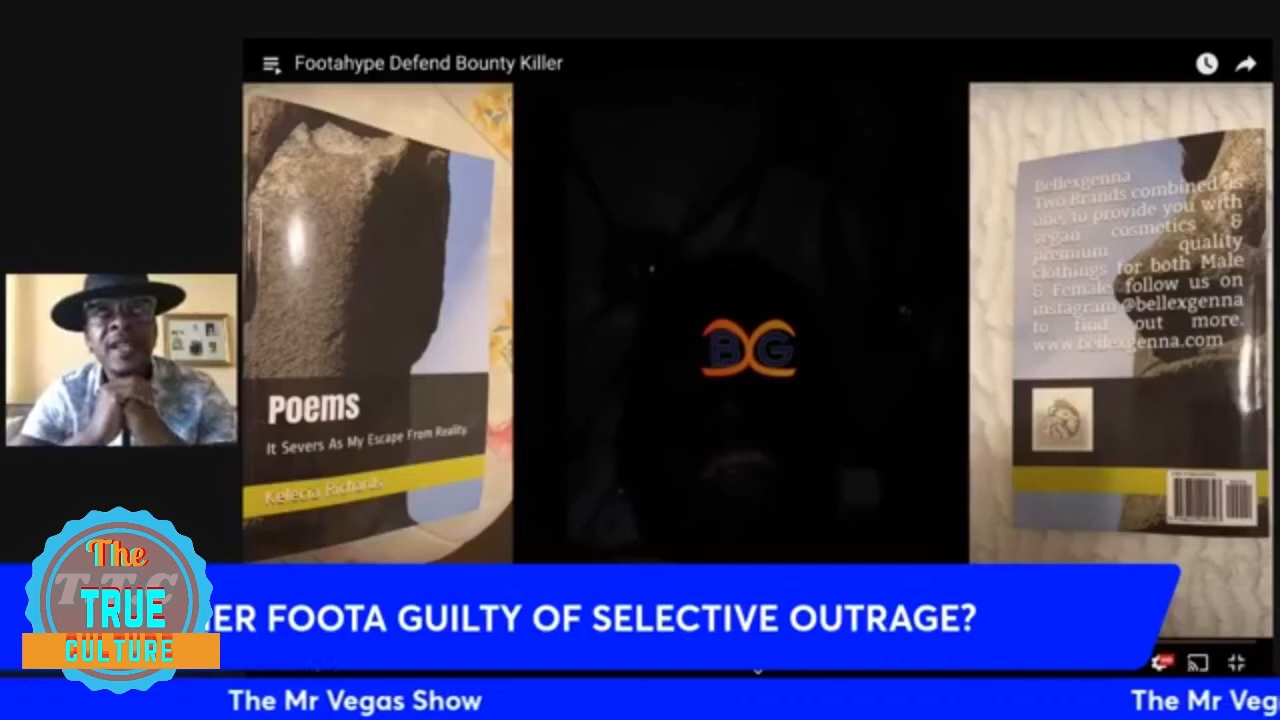 Footahype Defend Bounty Killer
Poems
It Severs As My Escape From Reality.
Kelecia Richards
BG
Bellexgenna
Two Brands combined as
one, to provide you with
vegan cosmetics &
premium quality
clothings for both Male
& Female, follow us on
instagram @bellexgenna
to find out more.
www.bellexgenna.com
The
T.T.C
TRUE
CULTURE
ER FOOTA GUILTY OF SELECTIVE OUTRAGE?
The Mr Vegas Show
The Mr Veg